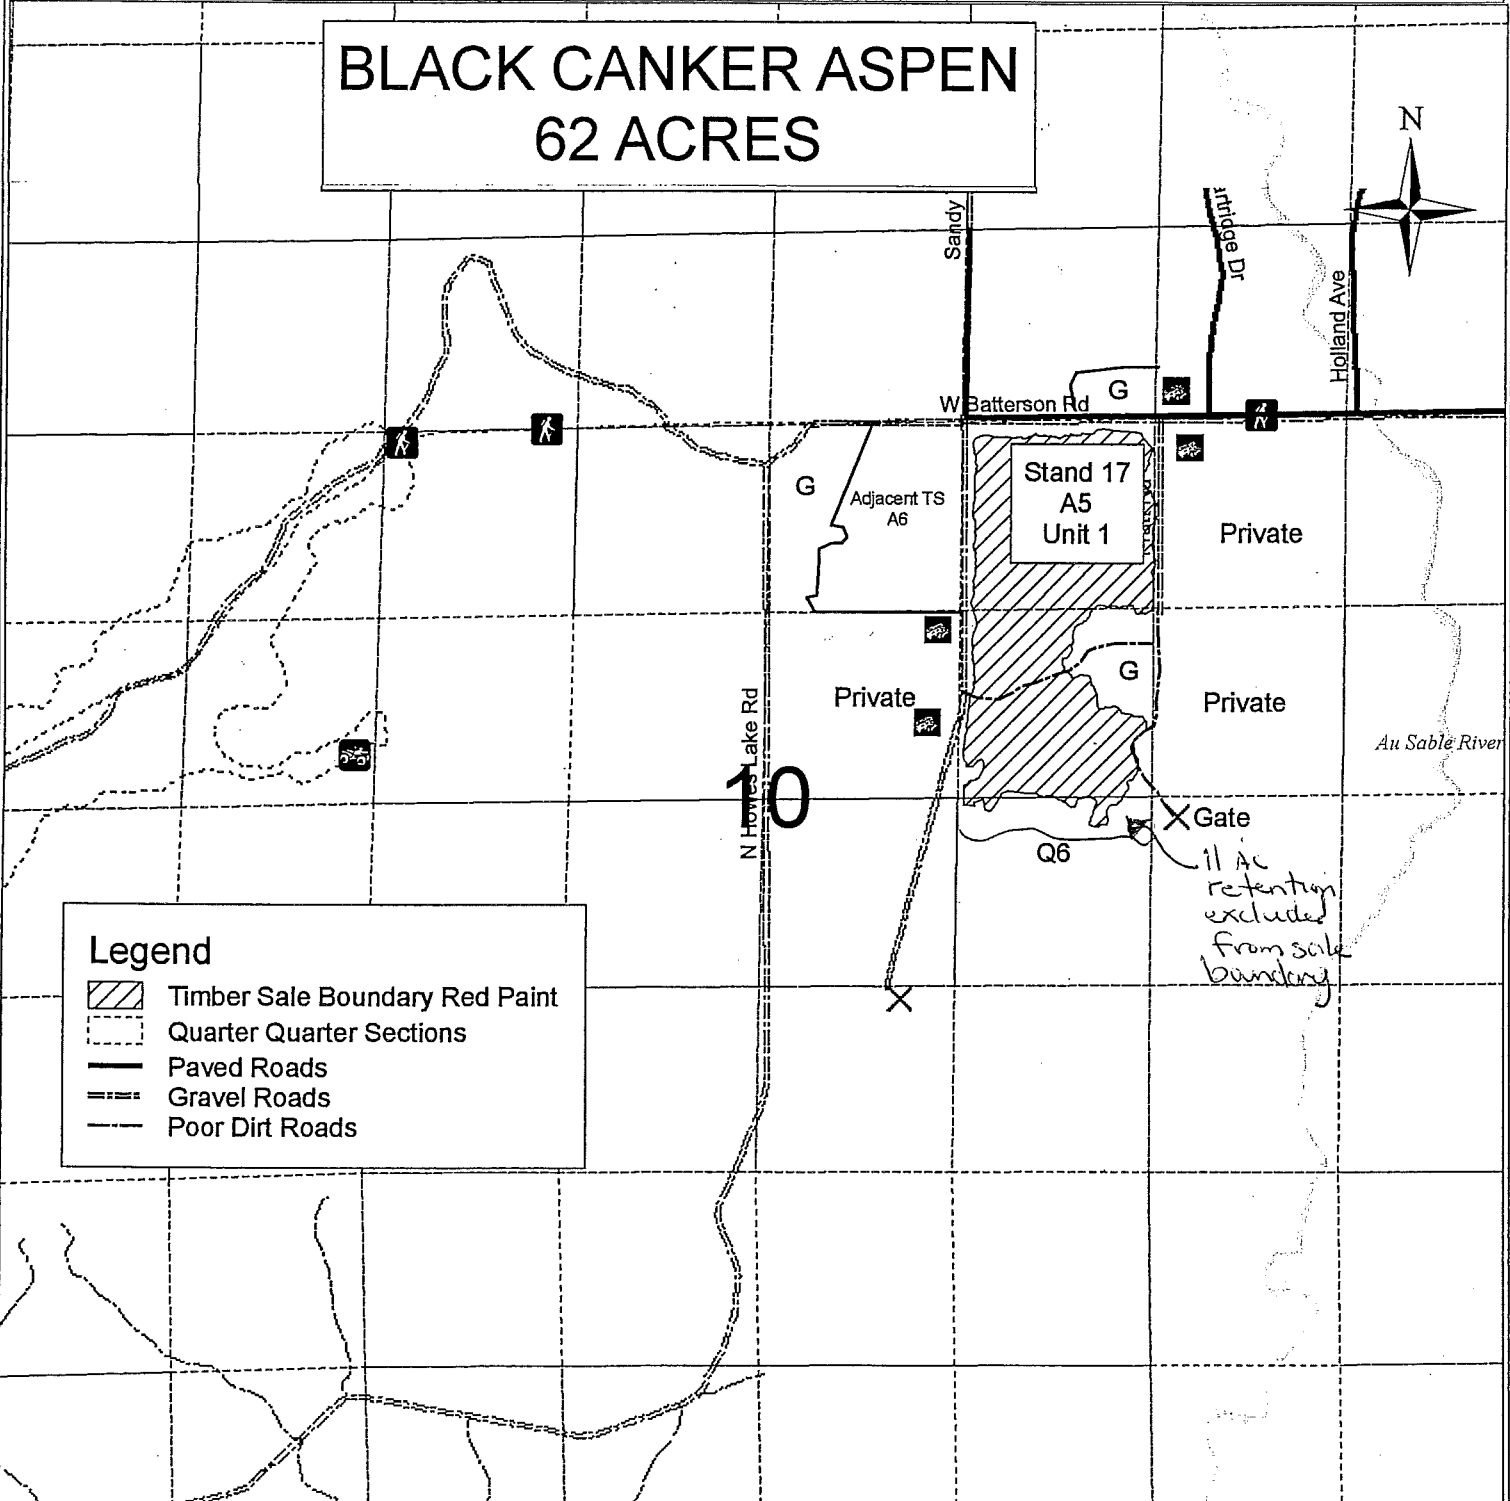 BLACK CANKER ASPEN
62 ACRES
N
Sandy
artridge Dr
Holland Ave
W Batterson Rd
G
G
Adjacent TS
A6
Stand 17
A5
Unit 1
Private
Private
G
Private
Au Sable River
N Howes Lake Rd
10
Gate
Q6
11 Ac
retention
excluded
from sale
boundary
Legend
Timber Sale Boundary Red Paint
Quarter Quarter Sections
Paved Roads
Gravel Roads
Poor Dirt Roads